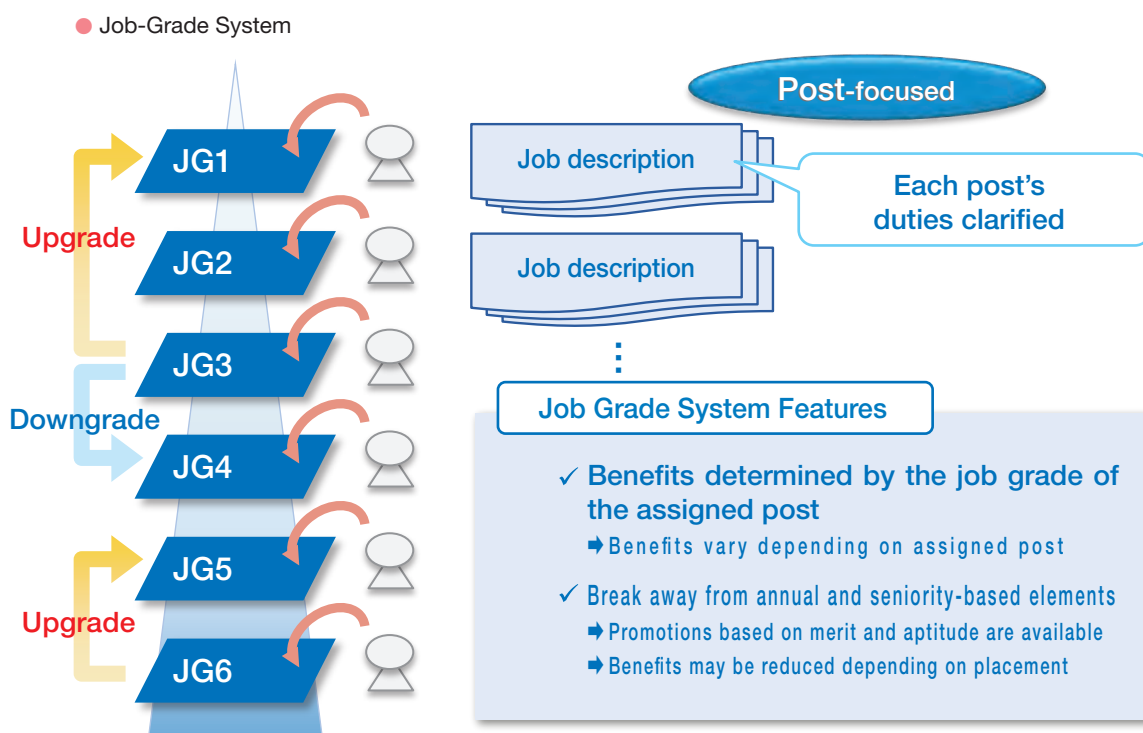 Job-Grade System
Post-focused
JG1
Job description
Each post's
duties clarified
Upgrade
JG2
Job description
JG3
Downgrade
JG4
Job Grade System Features
✓ Benefits determined by the job grade of
the assigned post
➡ Benefits vary depending on assigned post
JG5
✓ Break away from annual and seniority-based elements
Upgrade
➡ Promotions based on merit and aptitude are available
JG6
➡ Benefits may be reduced depending on placement